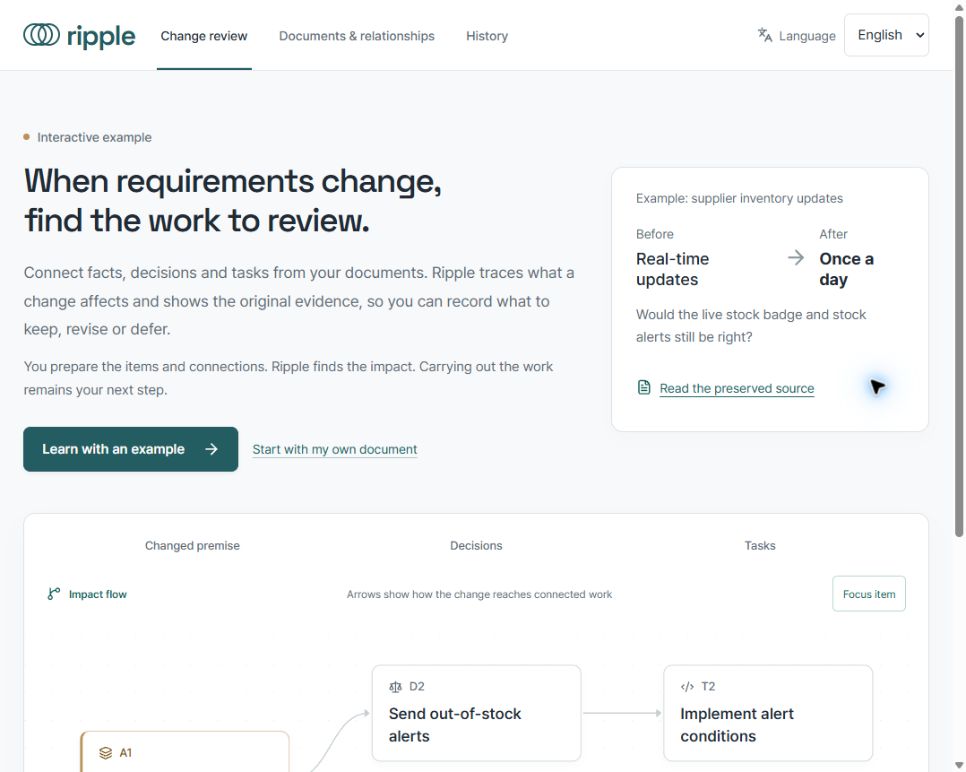 ripple
Change review
Documents & relationships
History
Language
English
Interactive example
When requirements change,
find the work to review.
Connect facts, decisions and tasks from your documents. Ripple traces what a
change affects and shows the original evidence, so you can record what to
keep, revise or defer.
You prepare the items and connections. Ripple finds the impact. Carrying out the work
remains your next step.
Learn with an example
Start with my own document
Example: supplier inventory updates
Before
After
Real-time
updates
Once a
day
Would the live stock badge and stock
alerts still be right?
Read the preserved source
Changed premise
Decisions
Tasks
Impact flow
Arrows show how the change reaches connected work
Focus item
D2
Send out-of-stock
alerts
T2
Implement alert
conditions
A1